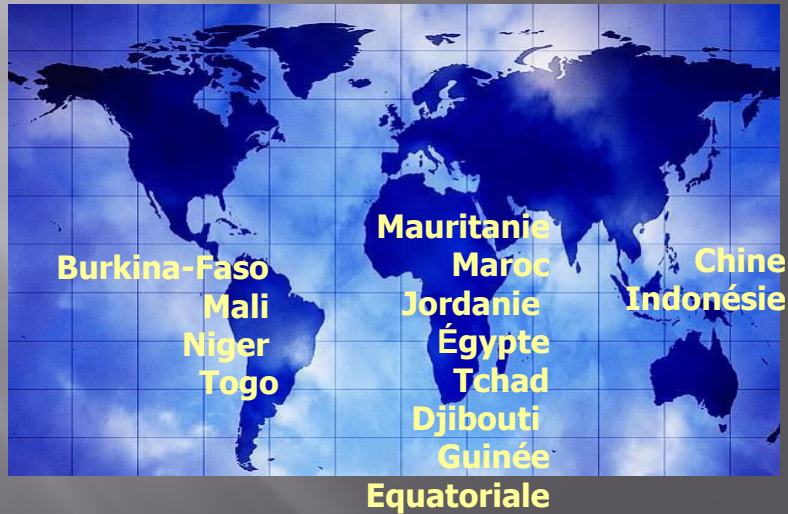 Burkina-Faso
Mali
Niger
Togo
Mauritanie
Maroc
Jordanie
Égypte
Tchad
Djibouti
Guinée
Equatoriale
Chine
Indonésie